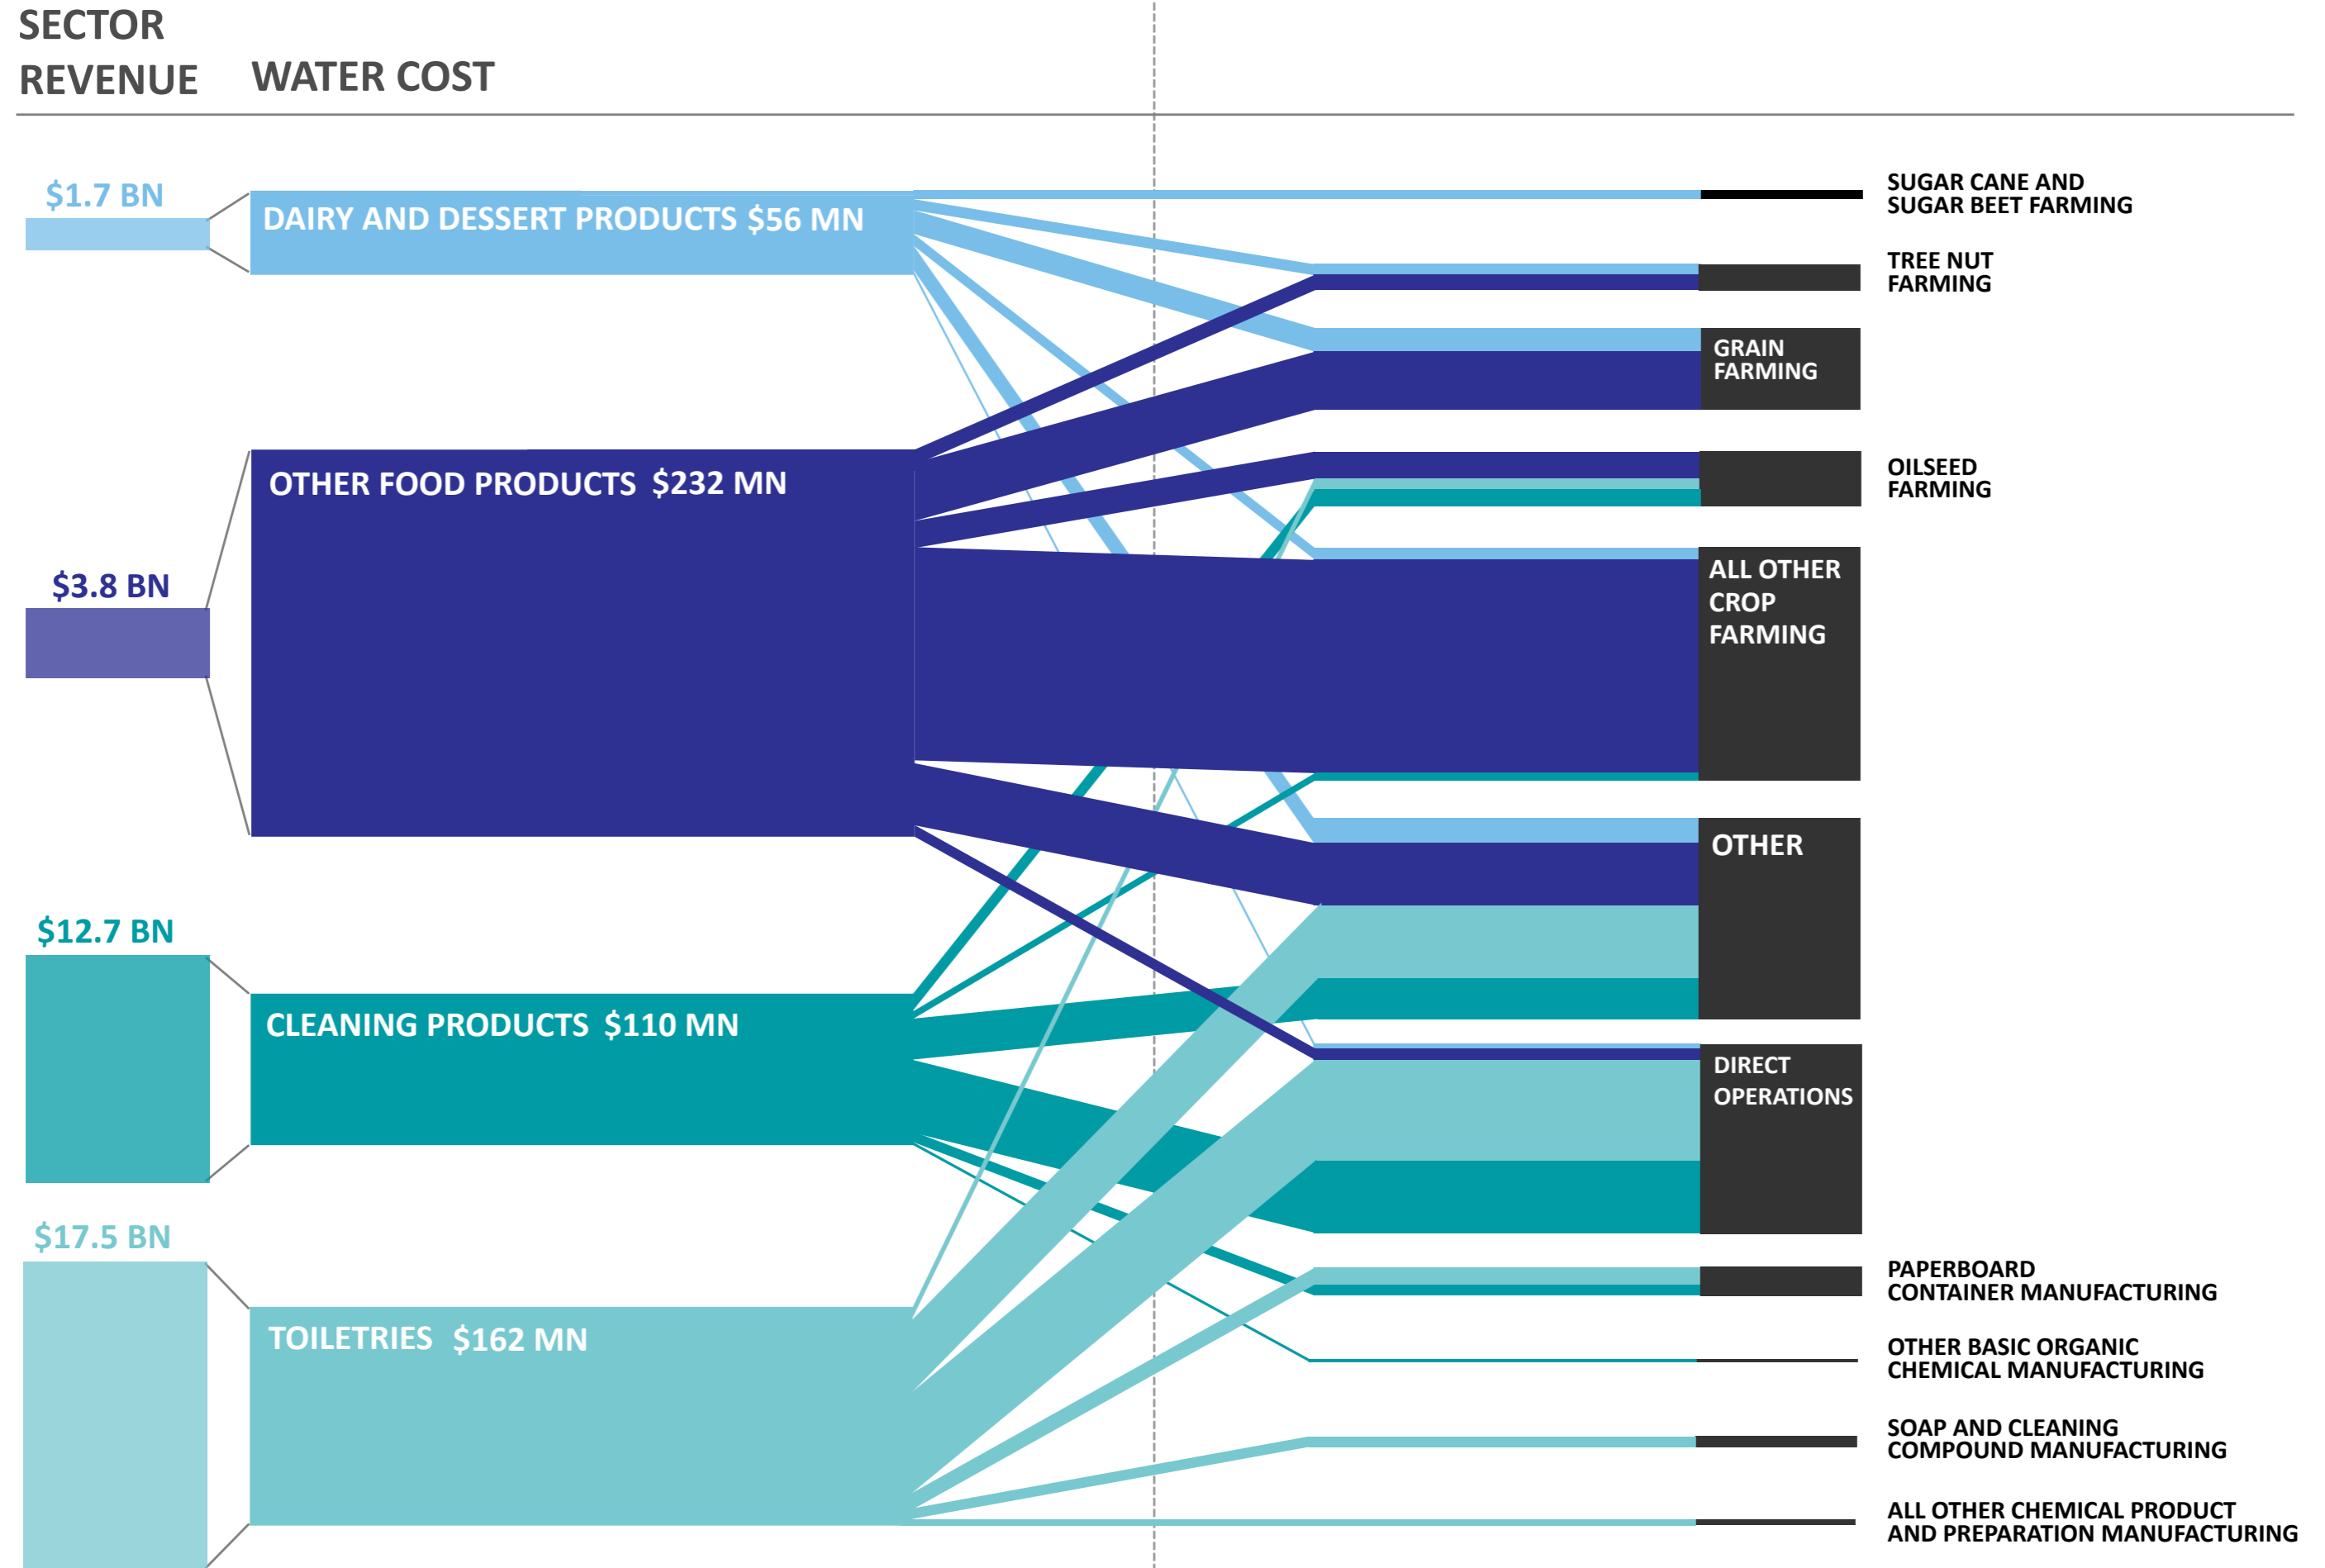 SECTOR
REVENUE
WATER COST
$1.7 BN
DAIRY AND DESSERT PRODUCTS $56 MN
$3.8 BN
OTHER FOOD PRODUCTS $232 MN
$12.7 BN
CLEANING PRODUCTS $110 MN
$17.5 BN
TOILETRIES $162 MN
SUGAR CANE AND
SUGAR BEET FARMING
TREE NUT
FARMING
GRAIN
FARMING
OILSEED
FARMING
ALL OTHER
CROP
FARMING
OTHER
DIRECT
OPERATIONS
PAPERBOARD
CONTAINER MANUFACTURING
OTHER BASIC ORGANIC
CHEMICAL MANUFACTURING
SOAP AND CLEANING
COMPOUND MANUFACTURING
ALL OTHER CHEMICAL PRODUCT
AND PREPARATION MANUFACTURING